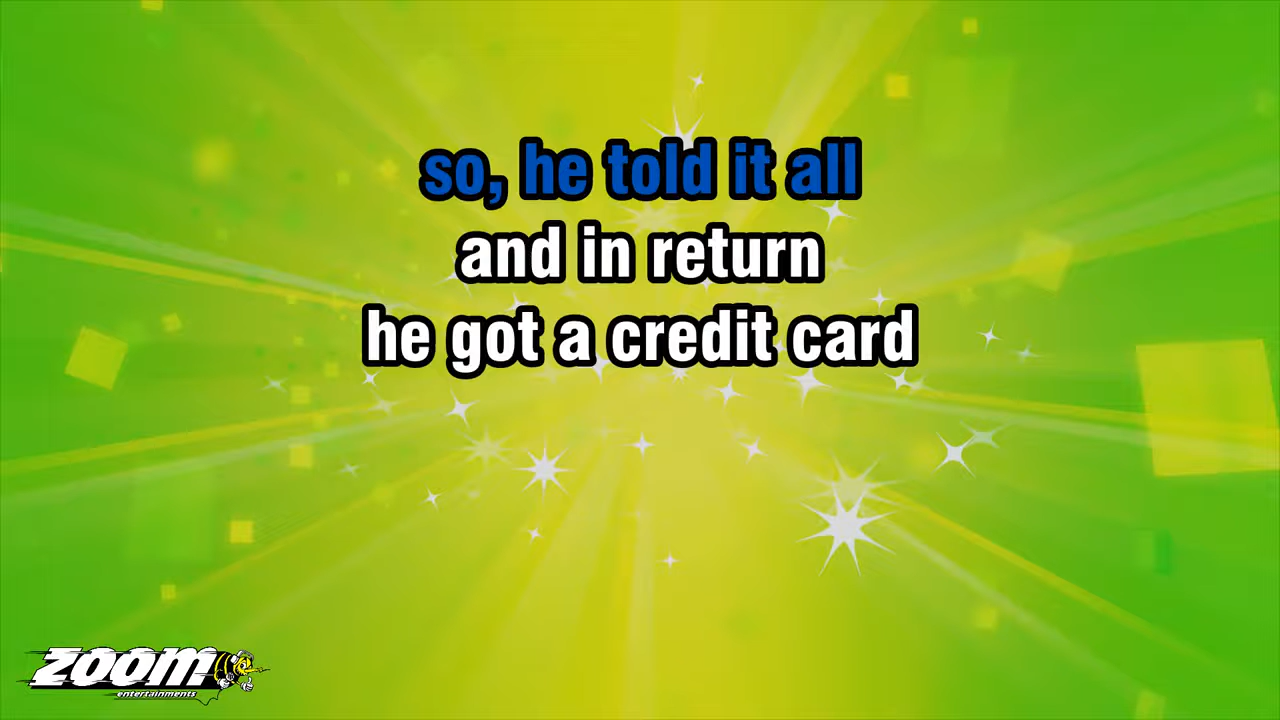 so, he told it all
and in return
he got a credit card
zoom
entertainments